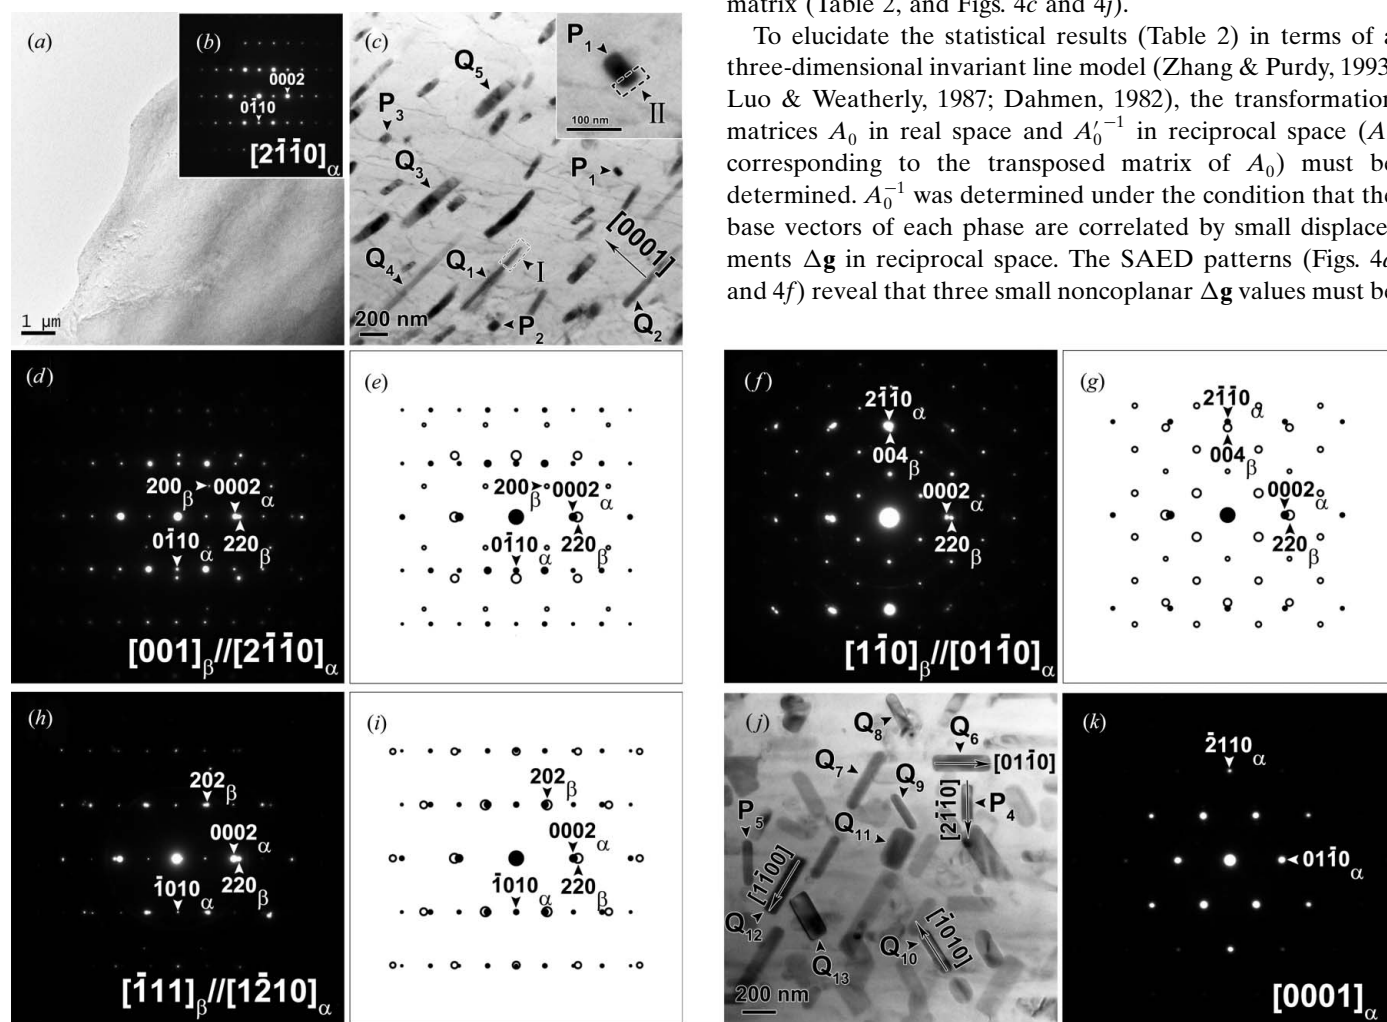 matrix (Table 2, and Figs. 4c and 4j).
To elucidate the statistical results (Table 2) in terms of a
three-dimensional invariant line model (Zhang & Purdy, 1993
Luo & Weatherly, 1987; Dahmen, 1982), the transformation
matrices A₀ in real space and A′₀⁻¹ in reciprocal space (A
corresponding to the transposed matrix of A₀) must be
determined. A₀⁻¹ was determined under the condition that the
base vectors of each phase are correlated by small displace
ments Δg in reciprocal space. The SAED patterns (Figs. 4d
and 4f) reveal that three small noncoplanar Δg values must be
(a)
1 μm
(b)
0002
01̄10
[21̄1̄0]α
(c)
Q₅
P₃
Q₃
Q₄
Q₁
I
P₁
[0001]
P₂
Q₂
200 nm
P₁
II
100 nm
(d)
200β
0002α
01̄10α
220β
[001]β//[21̄1̄0]α
(e)
200β
0002α
01̄10α
220β
(f)
21̄1̄0α
004β
0002α
220β
[11̄0]β//[011̄0]α
(g)
21̄1̄0α
004β
0002α
220β
(h)
202β
0002α
1̄010α
220β
[1̄11]β//[12̄10]α
(i)
202β
0002α
1̄010α
220β
(j)
Q₈
Q₆
[011̄0]
Q₇
Q₉
P₅
Q₁₁
[21̄1̄0]
P₄
[11̄00]
Q₁₂
Q₁₃
Q₁₀
[1̄010]
200 nm
(k)
2̄110α
011̄0α
[0001]α